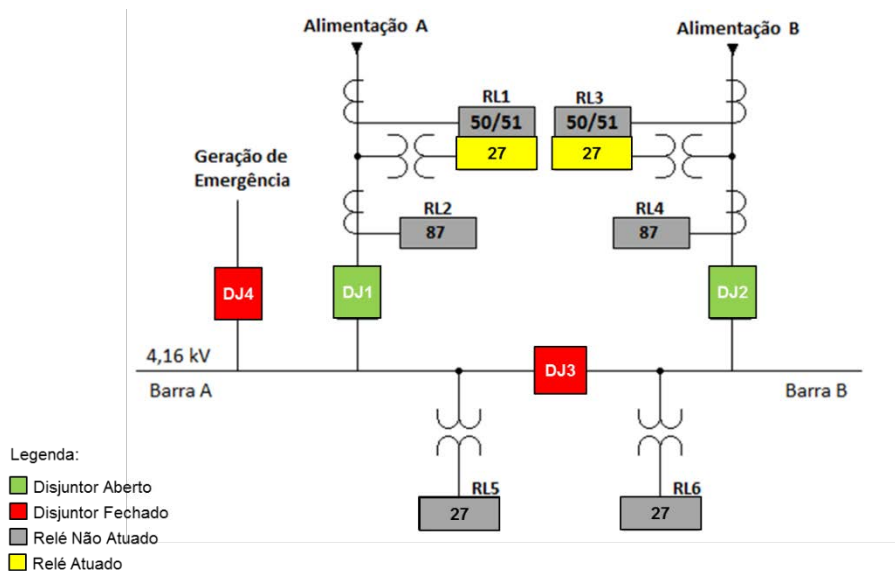 Alimentação A
Alimentação B
RL1
RL3
50/51
50/51
27
27
Geração de
Emergência
RL2
RL4
87
87
DJ4
DJ1
DJ2
4,16 kV
DJ3
Barra A
Barra B
Legenda:
Disjuntor Aberto
Disjuntor Fechado
Relé Não Atuado
Relé Atuado
RL5
RL6
27
27